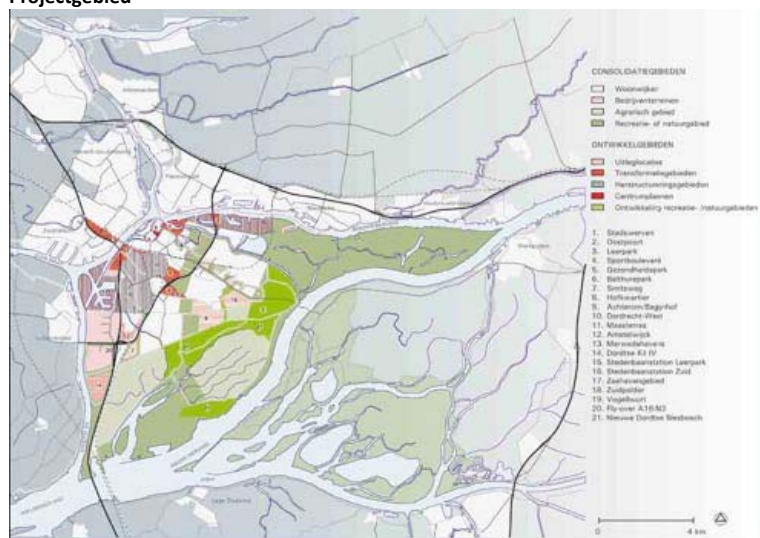 Projectgebied
CONSOLIDATIEGEBIEDEN
Woonwijken
Bedrijventerreinen
Agrarisch gebied
Recreatie- of natuurgebied
ONTWIKKELGEBIEDEN
Uitleglocaties
Transformatiegebieden
Herstructureringsgebieden
Centrumplannen
Ontwikkeling recreatie- /natuurgebieden
1. Stadswerven
2. Oostpoort
3. Leerpark
4. Sportboulevard
5. Gezondheidspark
6. Belthurepark
7. Smitsweg
8. Hofkwartier
9. Achterom/Bagijnhof
10. Dordrecht-West
11. Maasterras
12. Amstelwijck
13. Merwedehavens
14. Dordtse Kil IV
15. Stedenbaanstation Leerpark
16. Stedenbaanstation Zuid
17. Zeehavengebied
18. Zuidpolder
19. Vogelbuurt
20. Fly-over A16/N3
21. Nieuwe Dordtse Biesbosch
0 4 km